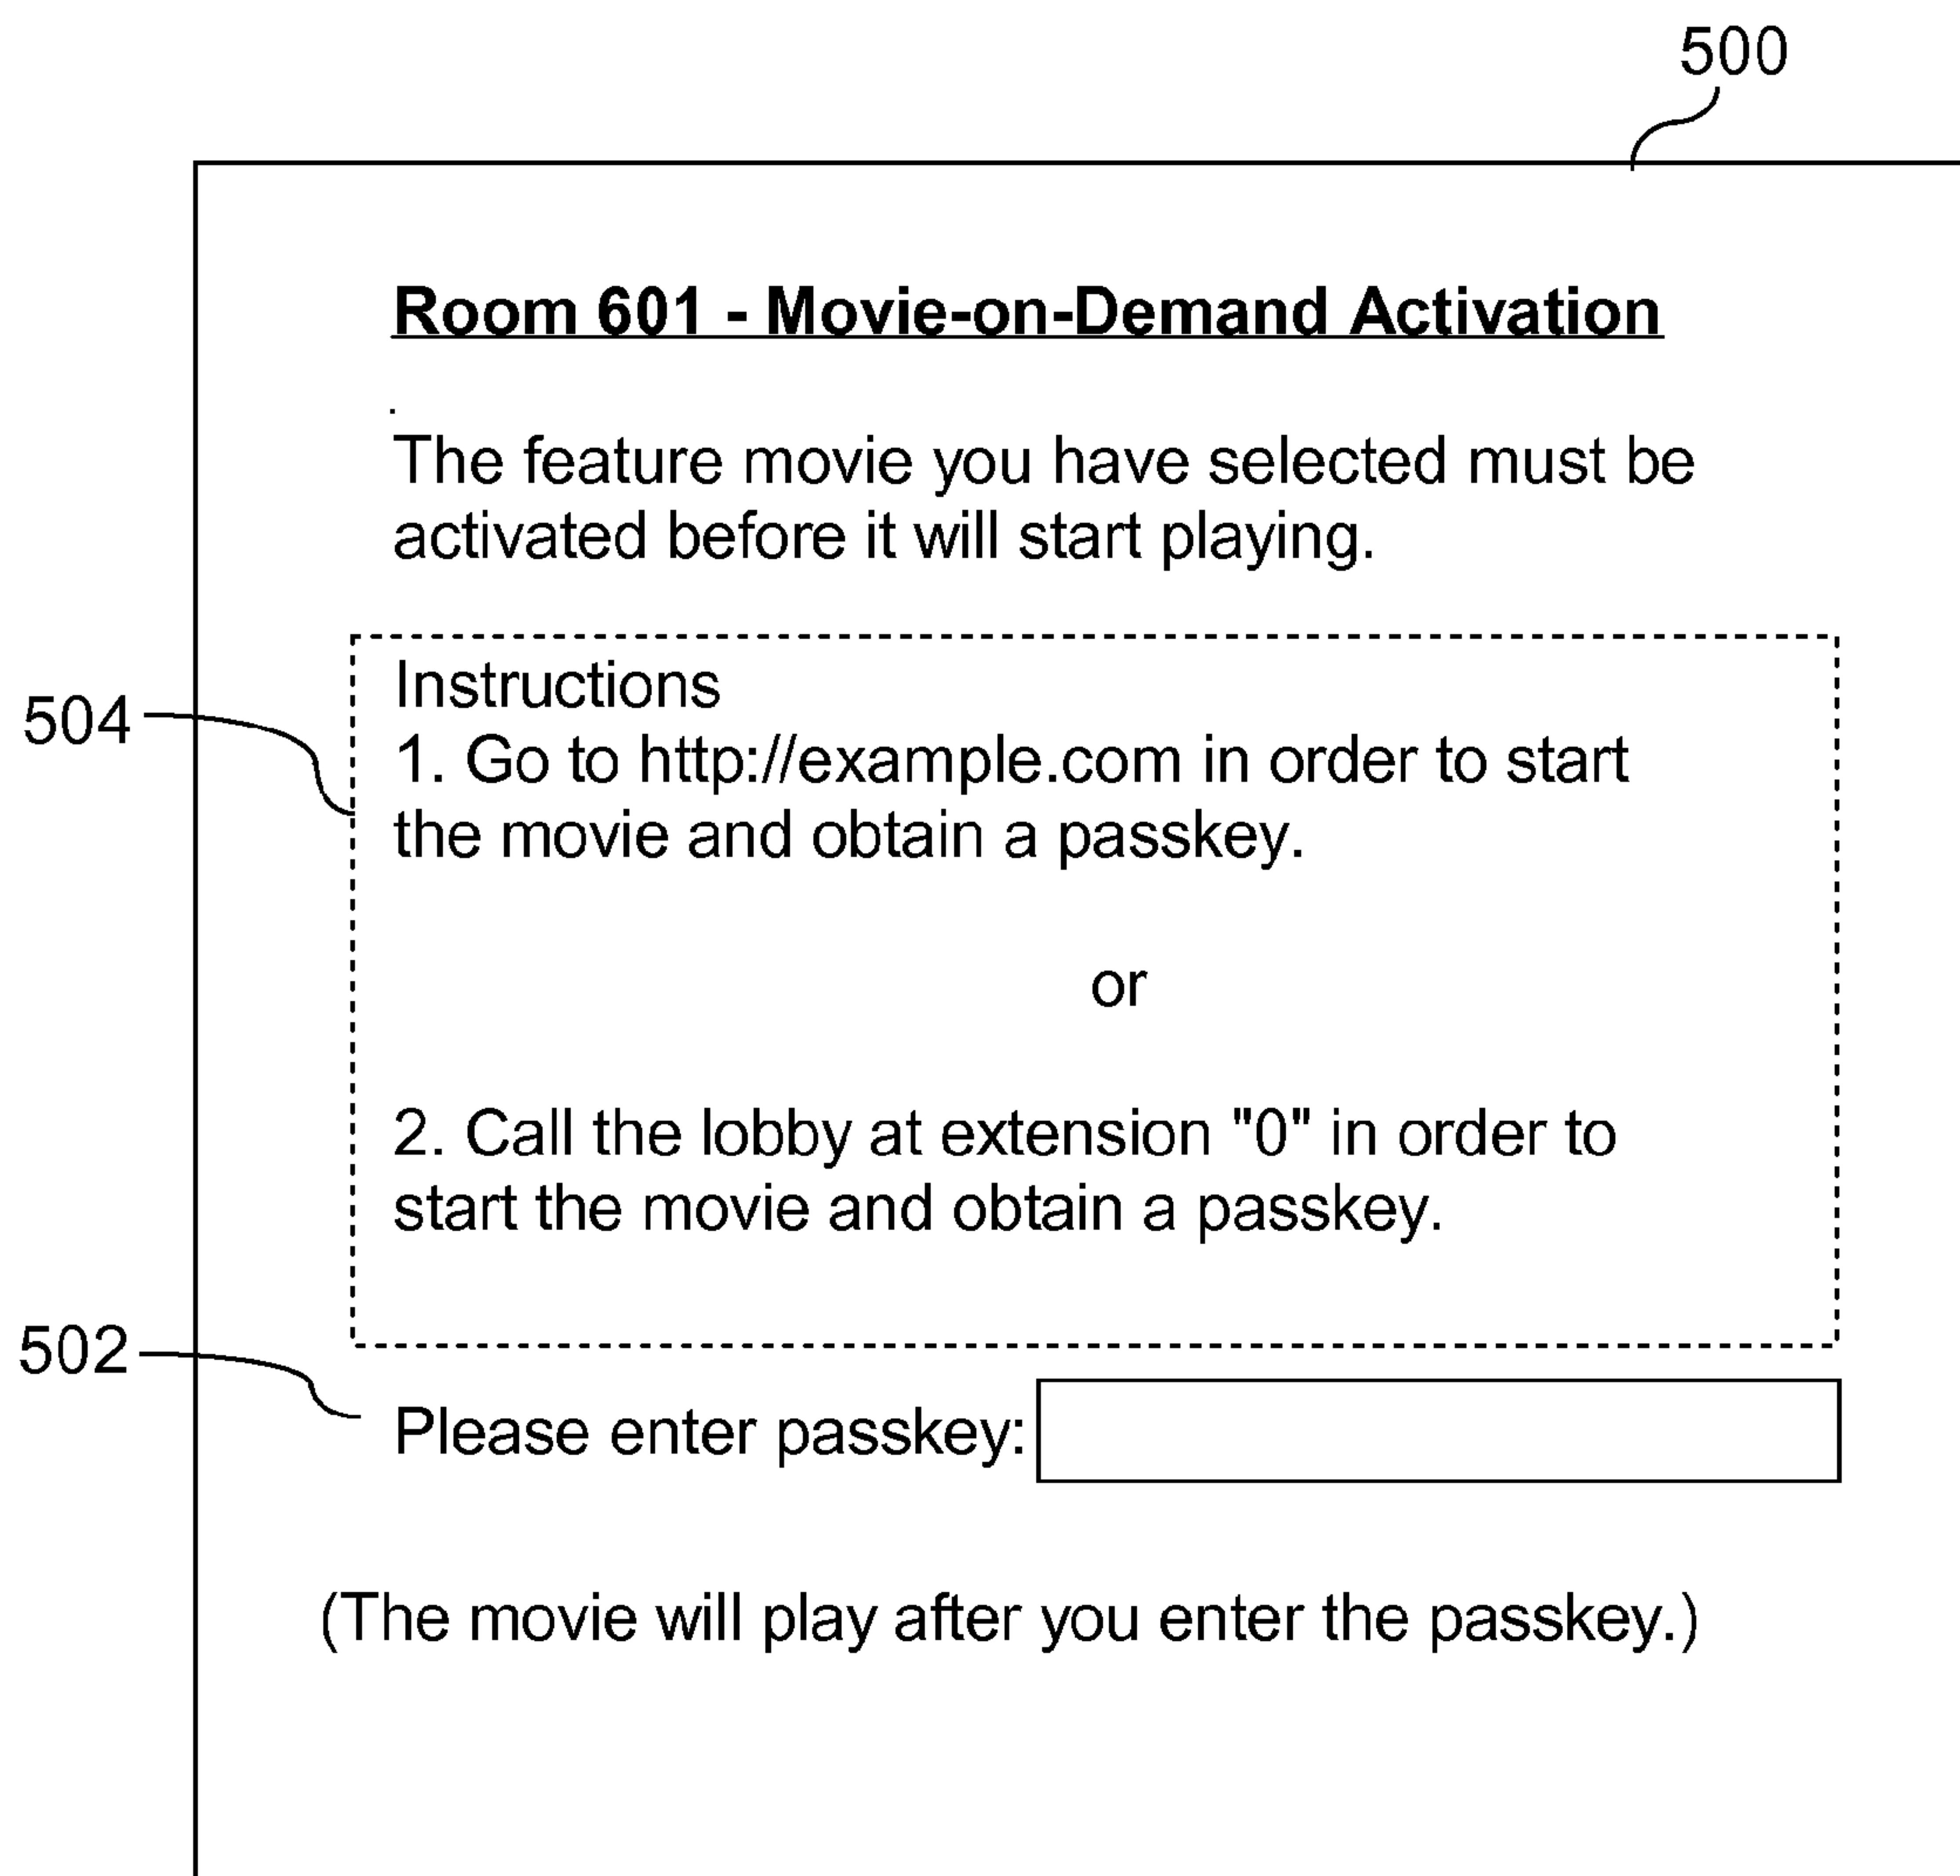 500
Room 601 - Movie-on-Demand Activation
The feature movie you have selected must be
activated before it will start playing.
504
Instructions
1. Go to http://example.com in order to start
the movie and obtain a passkey.
or
2. Call the lobby at extension "0" in order to
start the movie and obtain a passkey.
502
Please enter passkey:
(The movie will play after you enter the passkey.)